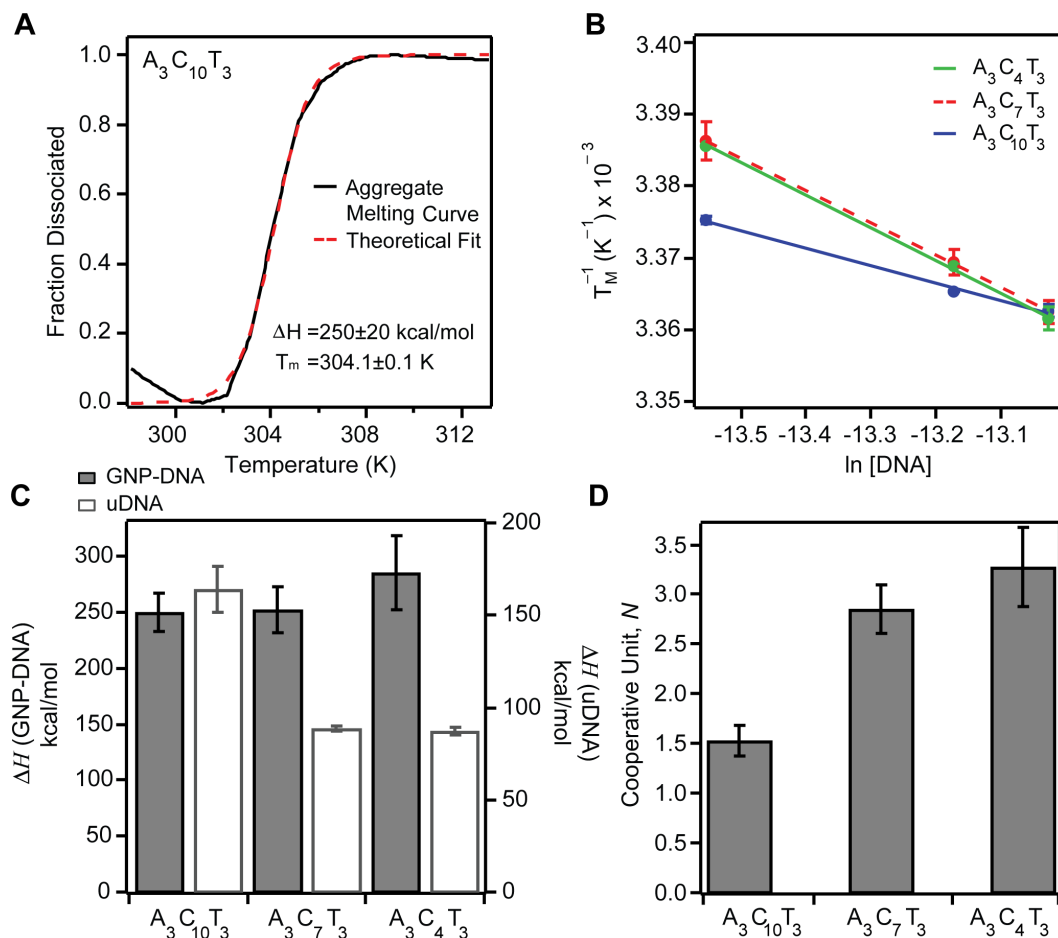 A
A3C10T3
Aggregate
Melting Curve
Theoretical Fit
ΔH =250±20 kcal/mol
Tm =304.1±0.1 K
Fraction Dissociated
1.0
0.8
0.6
0.4
0.2
0.0
300
304
308
312
Temperature (K)
B
A3C4T3
A3C7T3
A3C10T3
TM⁻¹ (K⁻¹) x 10⁻³
3.40
3.39
3.38
3.37
3.36
3.35
-13.5
-13.4
-13.3
-13.2
-13.1
ln [DNA]
C
GNP-DNA
uDNA
ΔH (GNP-DNA)
kcal/mol
300
250
200
150
100
50
0
200
150
100
50
0
ΔH (uDNA)
kcal/mol
A3C10T3
A3C7T3
A3C4T3
D
Cooperative Unit, N
3.5
3.0
2.5
2.0
1.5
1.0
0.5
0.0
A3C10T3
A3C7T3
A3C4T3